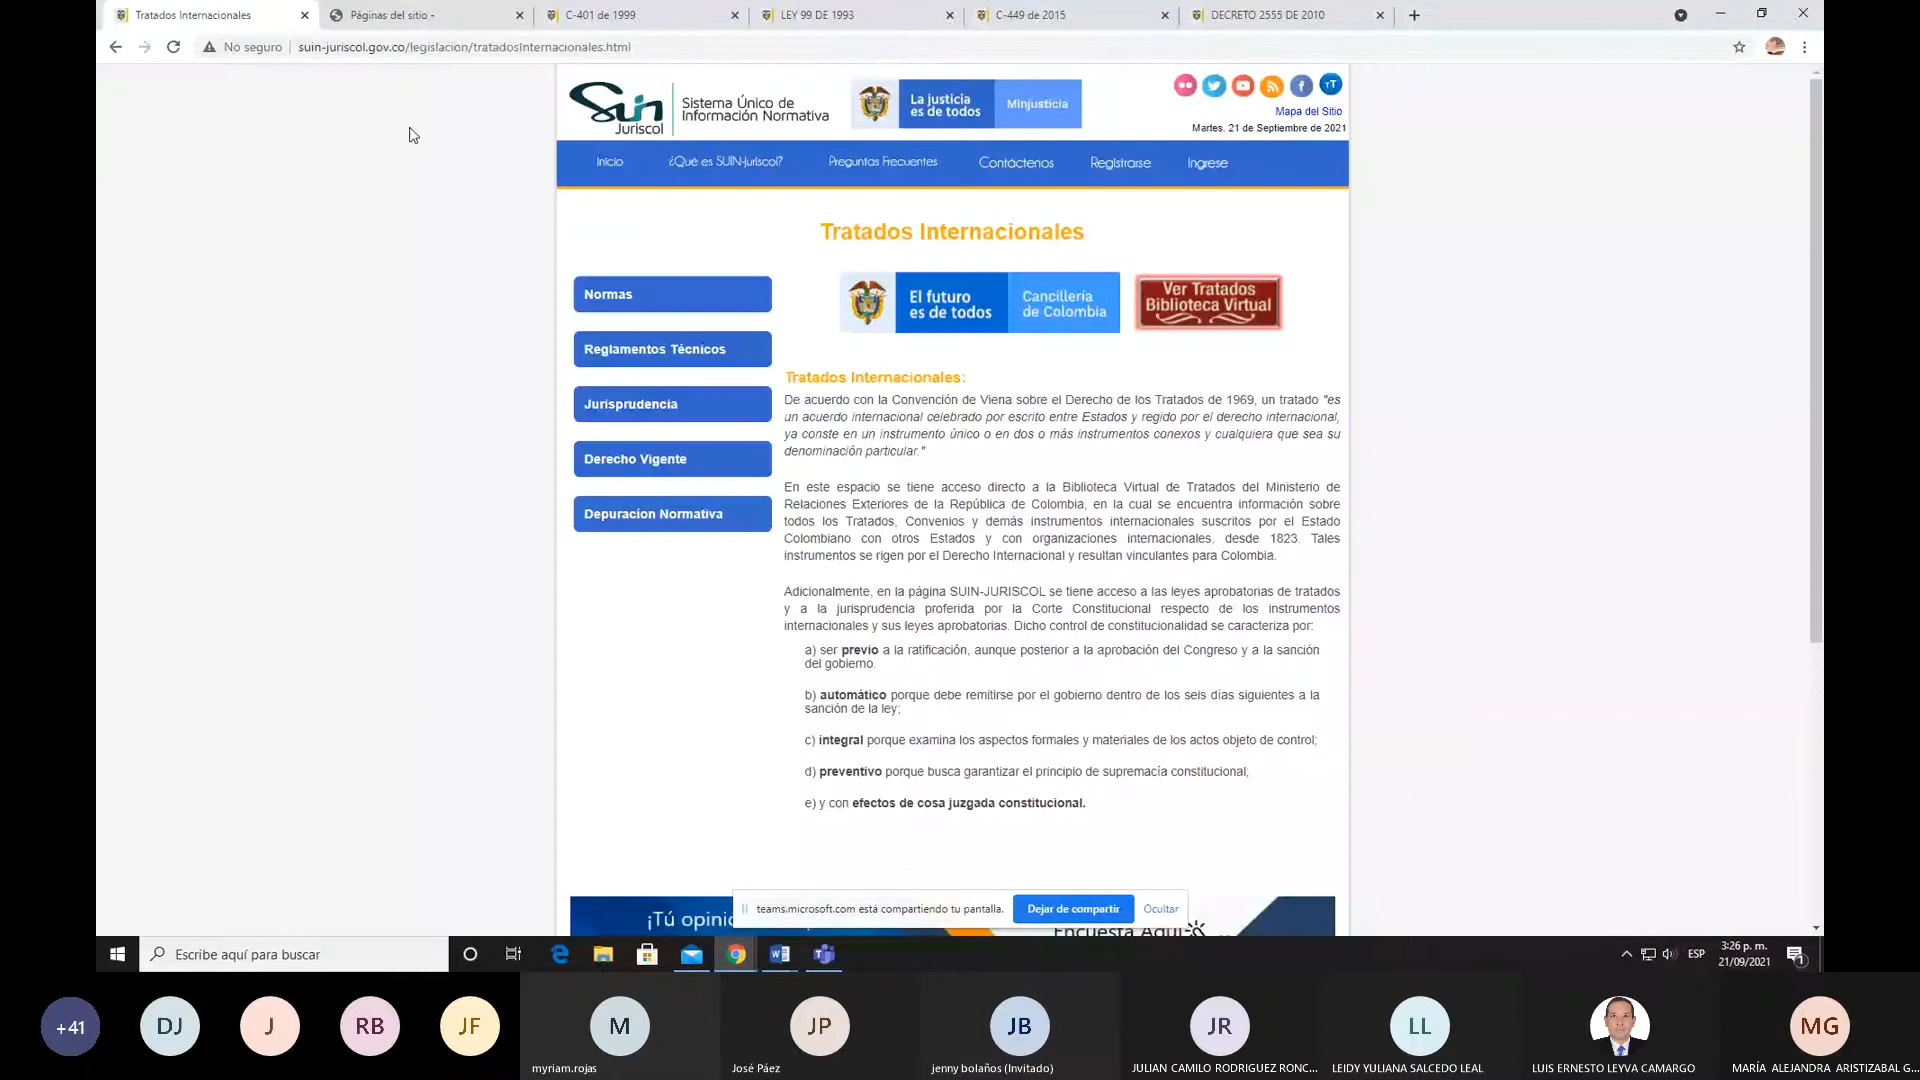 Tratados Internacionales
Páginas del sitio -
C-401 de 1999
LEY 99 DE 1993
C-449 de 2015
DECRETO 2555 DE 2010
No seguro
suin-juriscol.gov.co/legislacion/tratadosInternacionales.html
Suin
Juriscol
Sistema Único de
Información Normativa
La justicia
es de todos
Minjusticia
Mapa del Sitio
Martes, 21 de Septiembre de 2021
Inicio
¿Qué es SUIN-Juriscol?
Preguntas Frecuentes
Contáctenos
Registrarse
Ingrese
Tratados Internacionales
Normas
Reglamentos Técnicos
Jurisprudencia
Derecho Vigente
Depuracion Normativa
El futuro
es de todos
Cancillería
de Colombia
Ver Tratados
Biblioteca Virtual
Tratados Internacionales:
De acuerdo con la Convención de Viena sobre el Derecho de los Tratados de 1969, un tratado "es
un acuerdo internacional celebrado por escrito entre Estados y regido por el derecho internacional,
ya conste en un instrumento único o en dos o más instrumentos conexos y cualquiera que sea su
denominación particular."
En este espacio se tiene acceso directo a la Biblioteca Virtual de Tratados del Ministerio de
Relaciones Exteriores de la República de Colombia, en la cual se encuentra información sobre
todos los Tratados, Convenios y demás instrumentos internacionales suscritos por el Estado
Colombiano con otros Estados y con organizaciones internacionales, desde 1823. Tales
instrumentos se rigen por el Derecho Internacional y resultan vinculantes para Colombia.
Adicionalmente, en la página SUIN-JURISCOL se tiene acceso a las leyes aprobatorias de tratados
y a la jurisprudencia proferida por la Corte Constitucional respecto de los instrumentos
internacionales y sus leyes aprobatorias. Dicho control de constitucionalidad se caracteriza por:
a) ser previo a la ratificación, aunque posterior a la aprobación del Congreso y a la sanción
del gobierno.
b) automático porque debe remitirse por el gobierno dentro de los seis días siguientes a la
sanción de la ley;
c) integral porque examina los aspectos formales y materiales de los actos objeto de control;
d) preventivo porque busca garantizar el principio de supremacía constitucional;
e) y con efectos de cosa juzgada constitucional.
¡Tú opini
Encuesta Aquí
teams.microsoft.com está compartiendo tu pantalla.
Dejar de compartir
Ocultar
Escribe aquí para buscar
ESP
3:26 p. m.
21/09/2021
+41
DJ
J
RB
JF
M
JP
JB
JR
LL
MG
myriam.rojas
José Páez
jenny bolaños (Invitado)
JULIAN CAMILO RODRIGUEZ RONC...
LEIDY YULIANA SALCEDO LEAL
LUIS ERNESTO LEYVA CAMARGO
MARÍA ALEJANDRA ARISTIZABAL G...